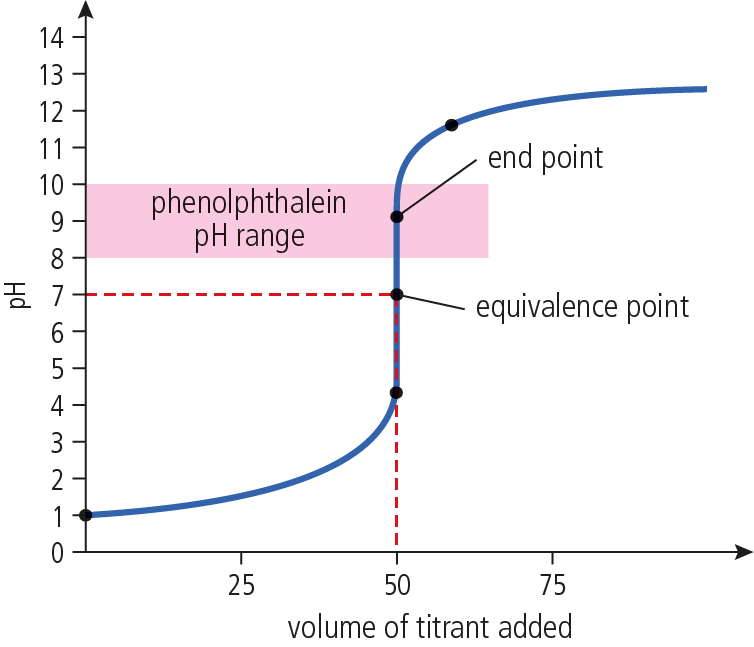 14
13
12
11
10
9
8
7
6
5
4
3
2
1
0
pH
phenolphthalein
pH range
end point
equivalence point
25 50 75
volume of titrant added